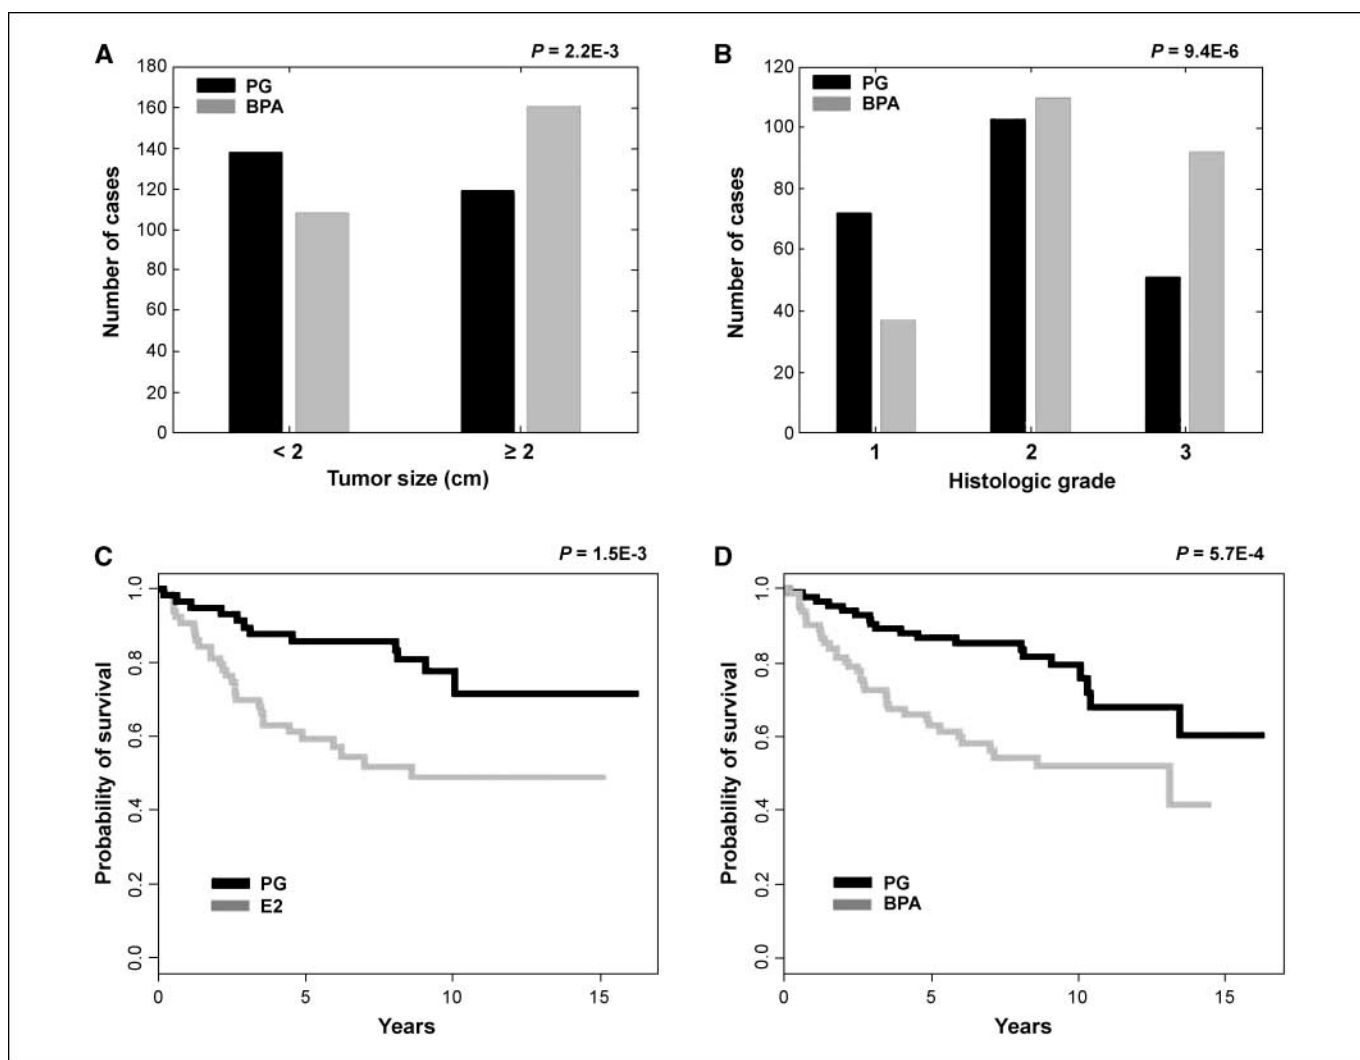 A
P = 2.2E-3
180
160
140
120
100
80
60
40
20
0
Number of cases
PG
BPA
< 2
≥ 2
Tumor size (cm)
B
P = 9.4E-6
120
100
80
60
40
20
0
Number of cases
PG
BPA
1
2
3
Histologic grade
C
P = 1.5E-3
1.0
0.8
0.6
0.4
0.2
0.0
Probability of survival
PG
E2
0
5
10
15
Years
D
P = 5.7E-4
1.0
0.8
0.6
0.4
0.2
0.0
Probability of survival
PG
BPA
0
5
10
15
Years